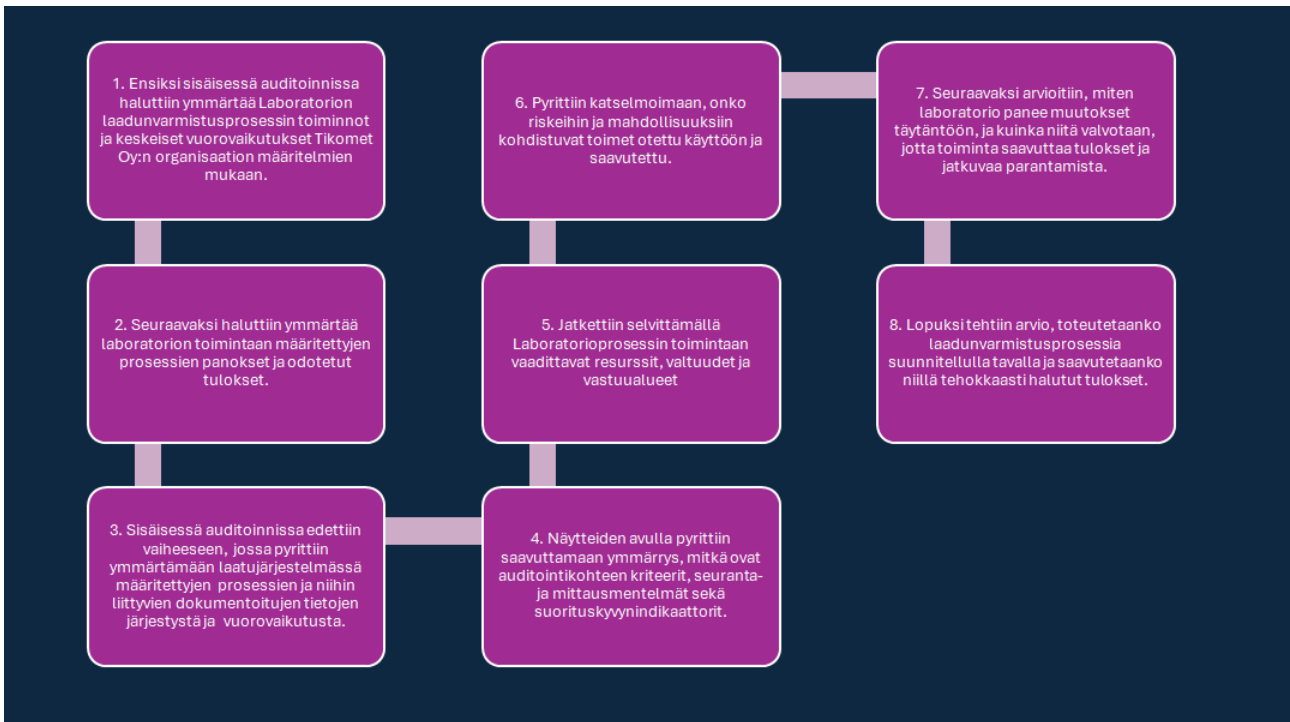 1. Ensiksi sisäisessä auditoinnissa
haluttiin ymmärtää Laboratorion
laadunvarmistusprosessin toiminnot
ja keskeiset vuorovaikutukset Tikomet
Oy:n organisaation määritelmien
mukaan.
2. Seuraavaksi haluttiin ymmärtää
laboratorion toimintaan määritettyjen
prosessien panokset ja odotetut
tulokset.
3. Sisäisessä auditoinnissa edettiin
vaiheeseen, jossa pyrittiin
ymmärtämään laatujärjestelmässä
määritettyjen prosessien ja niihin
liittyvien dokumentoitujen tietojen
järjestystä ja vuorovaikutusta.
4. Näytteiden avulla pyrittiin
saavuttamaan ymmärrys, mitkä ovat
auditointikohteen kriteerit, seuranta-
ja mittausmentelmät sekä
suorituskyvynindikaattorit.
5. Jatkettiin selvittämällä
Laboratorioprosessin toimintaan
vaadittavat resurssit, valtuudet ja
vastuualueet
6. Pyrittiin katselmoimaan, onko
riskeihin ja mahdollisuuksiin
kohdistuvat toimet otettu käyttöön ja
saavutettu.
7. Seuraavaksi arvioitiin, miten
laboratorio panee muutokset
täytäntöön, ja kuinka niitä valvotaan,
jotta toiminta saavuttaa tulokset ja
jatkuvaa parantamista.
8. Lopuksi tehtiin arvio, toteutetaanko
laadunvarmistusprosessia
suunnitellulla tavalla ja saavutetaanko
niillä tehokkaasti halutut tulokset.